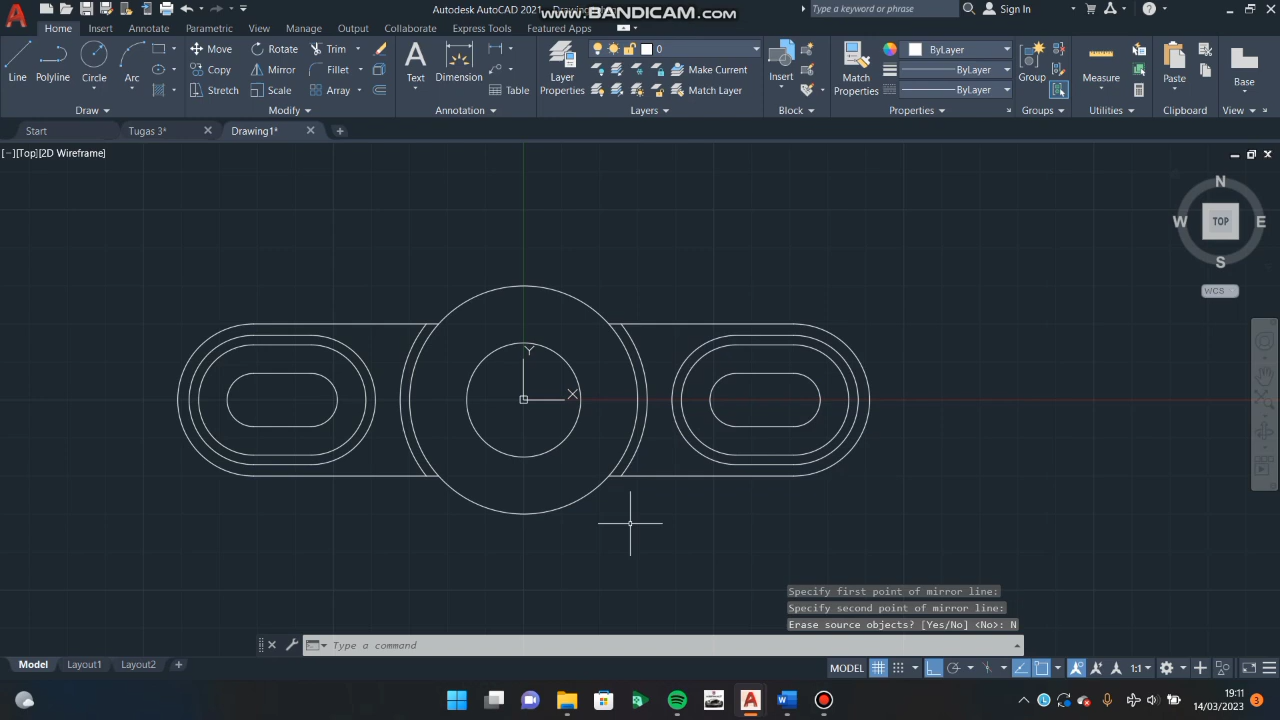 Autodesk AutoCAD 2021
www.BANDICAM.com
Type a keyword or phrase
Sign In
Home
Insert
Annotate
Parametric
View
Manage
Output
Collaborate
Express Tools
Featured Apps
Line
Polyline
Circle
Arc
Move
Copy
Stretch
Rotate
Mirror
Scale
Trim
Fillet
Array
Text
Dimension
Table
Layer
Properties
0
Make Current
Match Layer
Insert
Match
Properties
ByLayer
ByLayer
ByLayer
Group
Measure
Paste
Base
Draw
Modify
Annotation
Layers
Block
Properties
Groups
Utilities
Clipboard
View
Start
Tugas 3*
Drawing1*
[−][Top][2D Wireframe]
N
W
TOP
E
S
WCS
Y
X
Specify first point of mirror line:
Specify second point of mirror line:
Erase source objects? [Yes/No] <No>: N
Type a command
Model
Layout1
Layout2
MODEL
1:1
19:11
14/03/2023
3